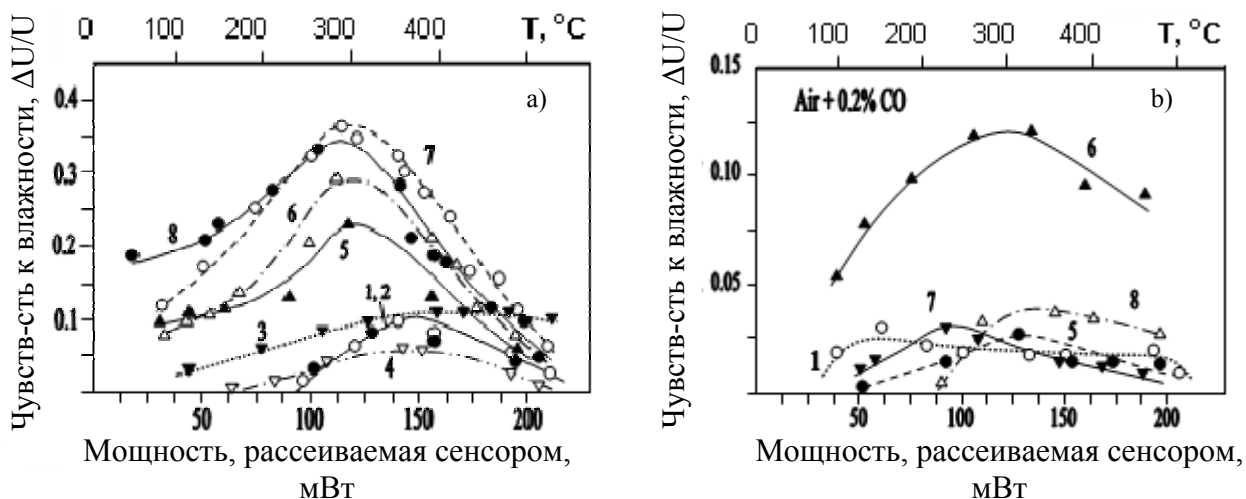 0 100 200 300 400 T, °C
Чувств-сть к влажности, ΔU/U
0.4
0.3
0.2
0.1
a)
7
8
6
5
1, 2
3
4
50 100 150 200
Мощность, рассеиваемая сенсором,
мВт
0 100 200 300 400 T, °C
Чувств-сть к влажности, ΔU/U
0.15
0.10
0.05
Air + 0.2% CO
b)
6
7
8
5
1
50 100 150 200
Мощность, рассеиваемая сенсором,
мВт